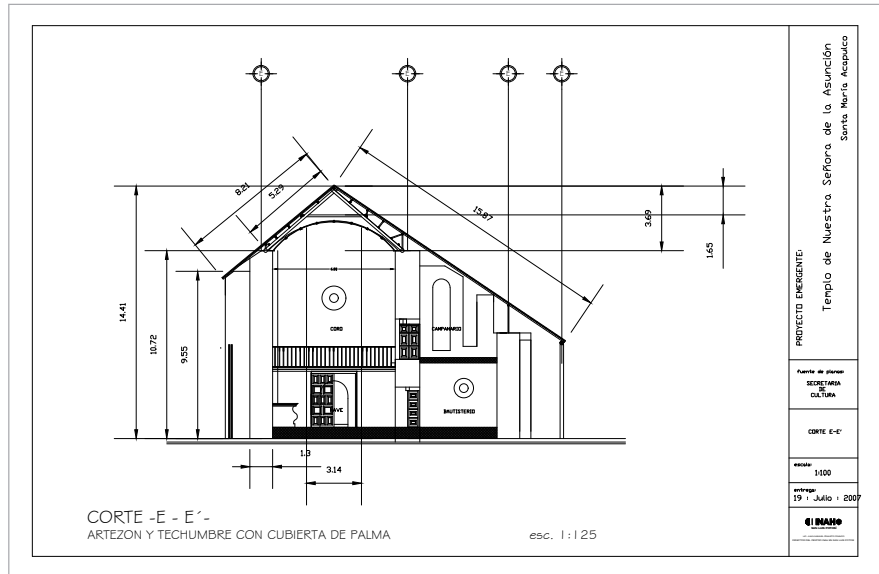 8.21
5.29
15.87
3.69
1.65
14.41
10.72
9.55
CORO
CAMPANARIO
NAVE
BAUTISTERIO
1.3
3.14
CORTE -E - E´-
ARTEZON Y TECHUMBRE CON CUBIERTA DE PALMA
esc. 1:125
PROYECTO EMERGENTE:
Templo de Nuestra Señora de la Asunción
Santa María Acapulco
fuente de planos:
SECRETARIA
DE
CULTURA
CORTE E-E'
escala:
1:100
entrega:
19 : Julio : 2007
INAH